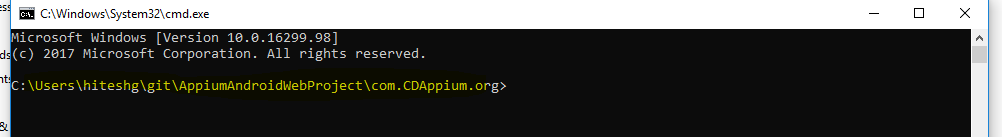 C:\Windows\System32\cmd.exe
Microsoft Windows [Version 10.0.16299.98]
(c) 2017 Microsoft Corporation. All rights reserved.
C:\Users\hiteshg\git\AppiumAndroidWebProject\com.CDAppium.org>